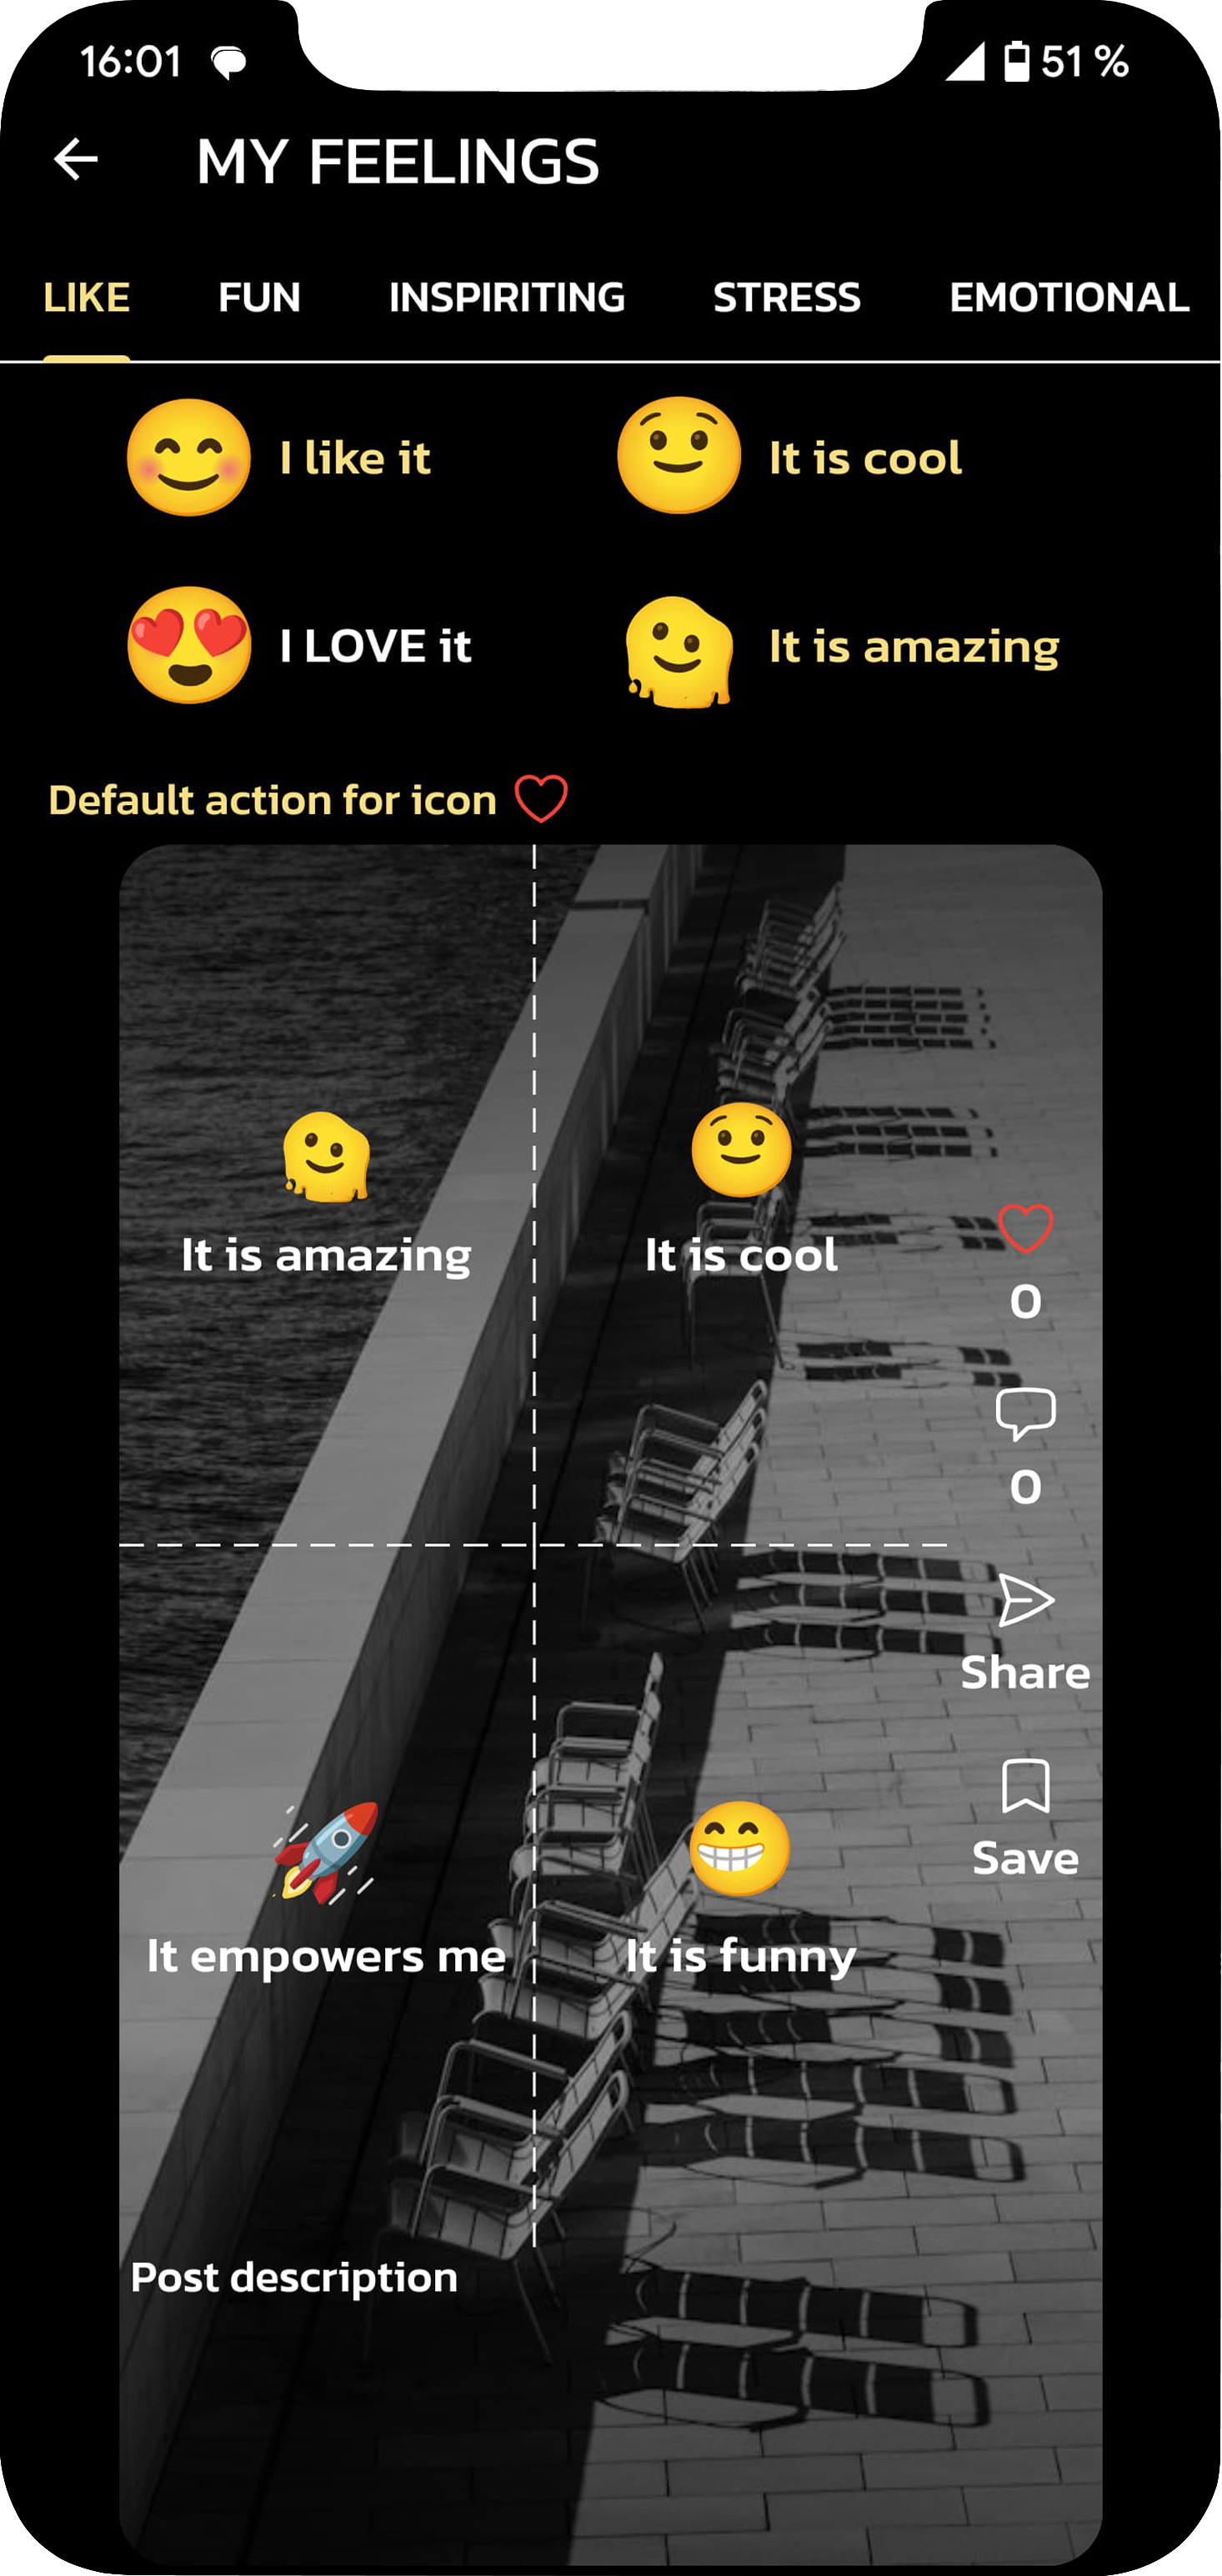 16:01 51 %
MY FEELINGS
LIKE FUN INSPIRITING STRESS EMOTIONAL
I like it It is cool
I LOVE it It is amazing
Default action for icon
It is amazing It is cool
0
0
Share
Save
It empowers me It is funny
Post description